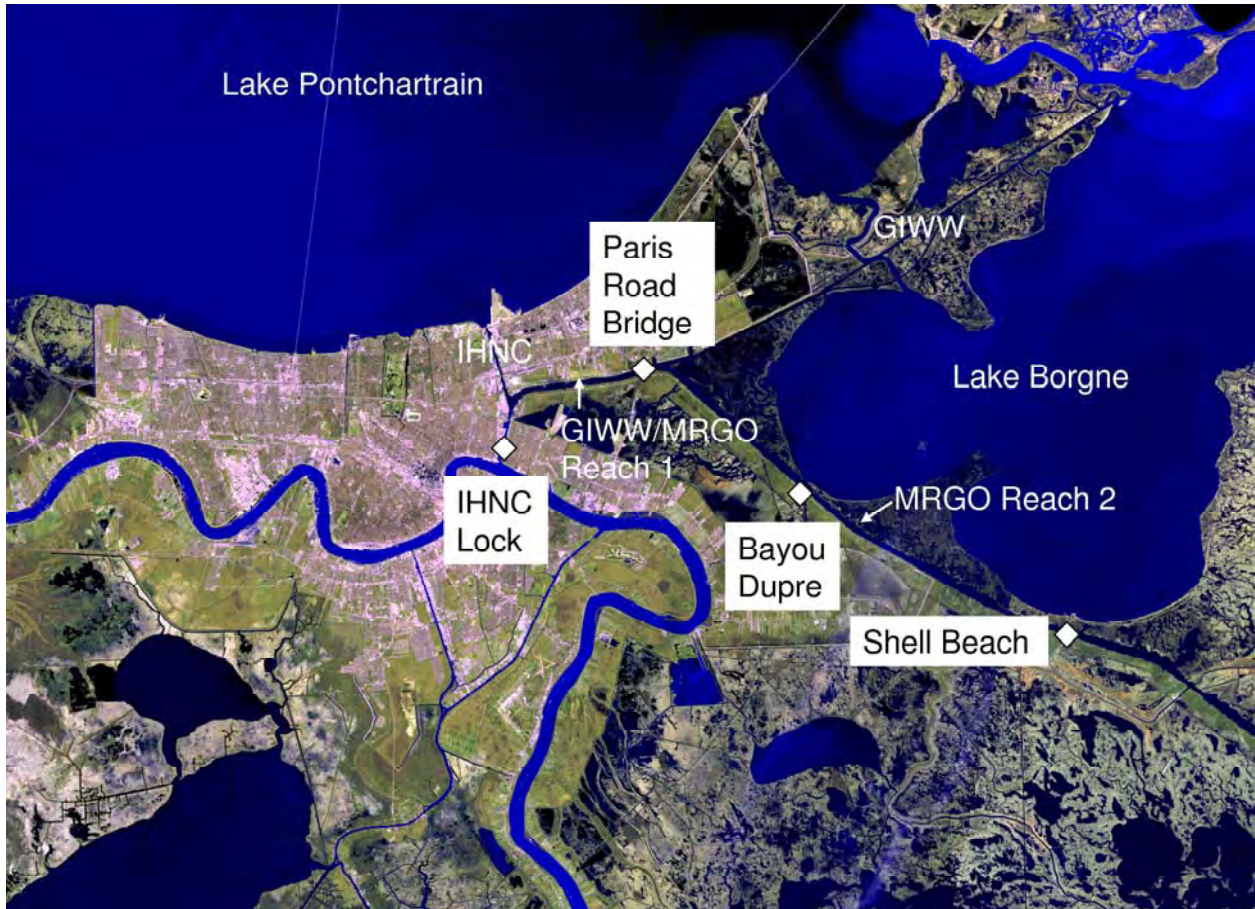 Lake Pontchartrain
GIWW
Paris
Road
Bridge
IHNC
Lake Borgne
GIWW/MRGO
Reach 1
MRGO Reach 2
IHNC
Lock
Bayou
Dupre
Shell Beach